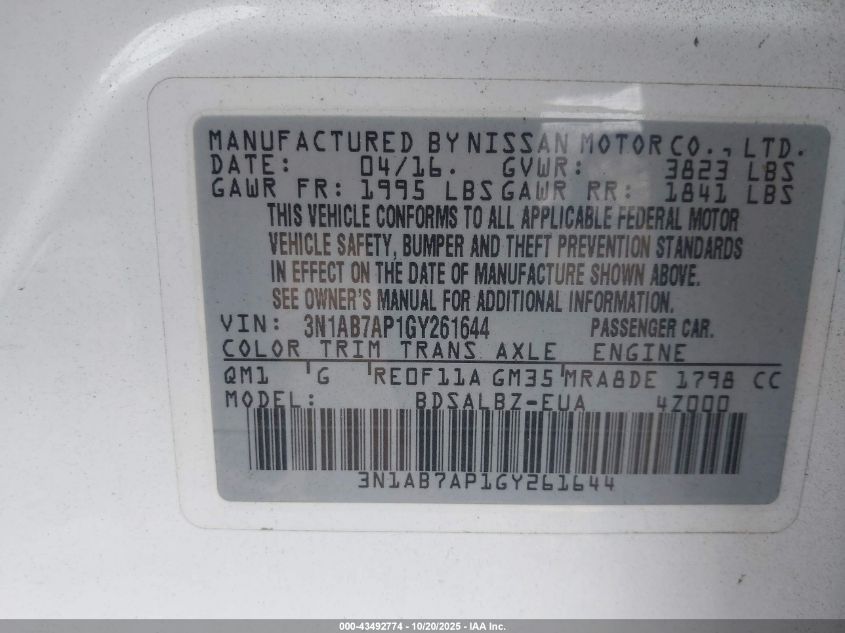 MANUFACTURED BY NISSAN MOTOR CO., LTD.
DATE: 04/16. GVWR: 3823 LBS
GAWR FR: 1995 LBS GAWR RR: 1841 LBS
THIS VEHICLE CONFORMS TO ALL APPLICABLE FEDERAL MOTOR
VEHICLE SAFETY, BUMPER AND THEFT PREVENTION STANDARDS
IN EFFECT ON THE DATE OF MANUFACTURE SHOWN ABOVE.
SEE OWNER'S MANUAL FOR ADDITIONAL INFORMATION.
VIN: 3N1AB7AP1GY261644 PASSENGER CAR.
COLOR TRIM TRANS AXLE ENGINE
QM1 G RE0F11A GM35 MRA8DE 1798 CC
MODEL: BDSALBZ-EUA 4Z000
3N1AB7AP1GY261644
000-43492774 - 10/20/2025 - IAA Inc.